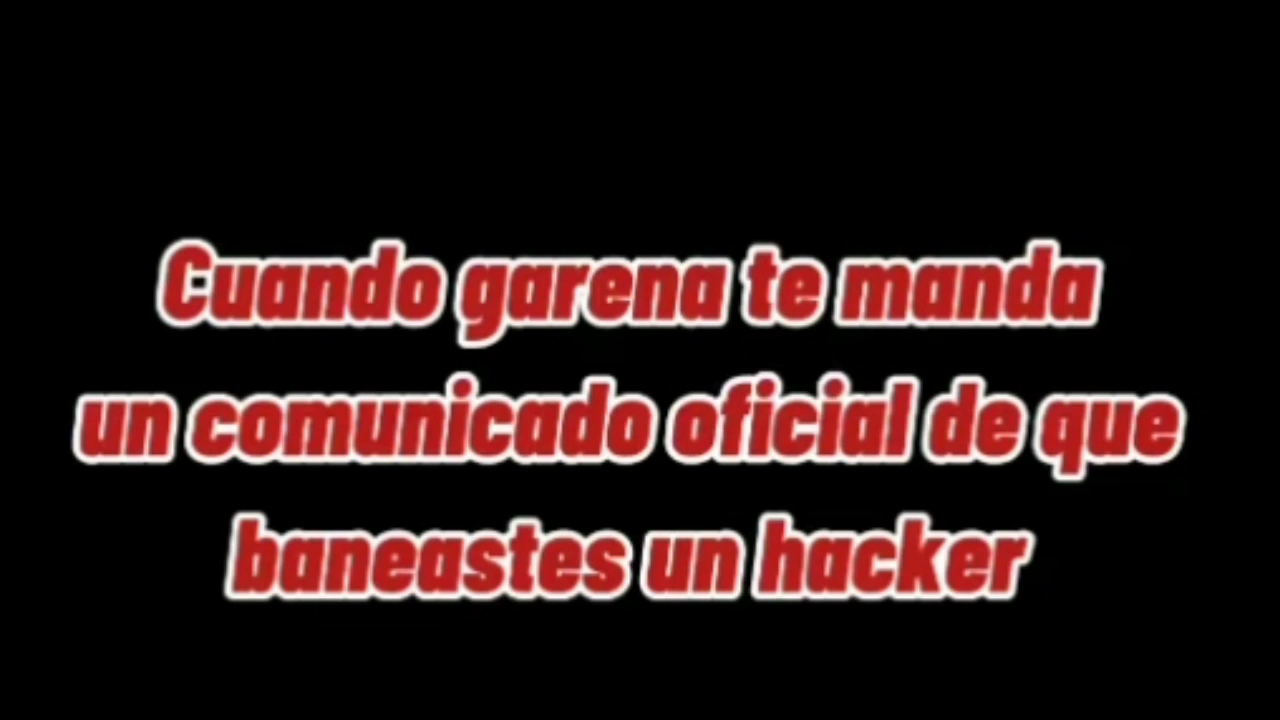 Cuando garena te manda
un comunicado oficial de que
baneastes un hacker